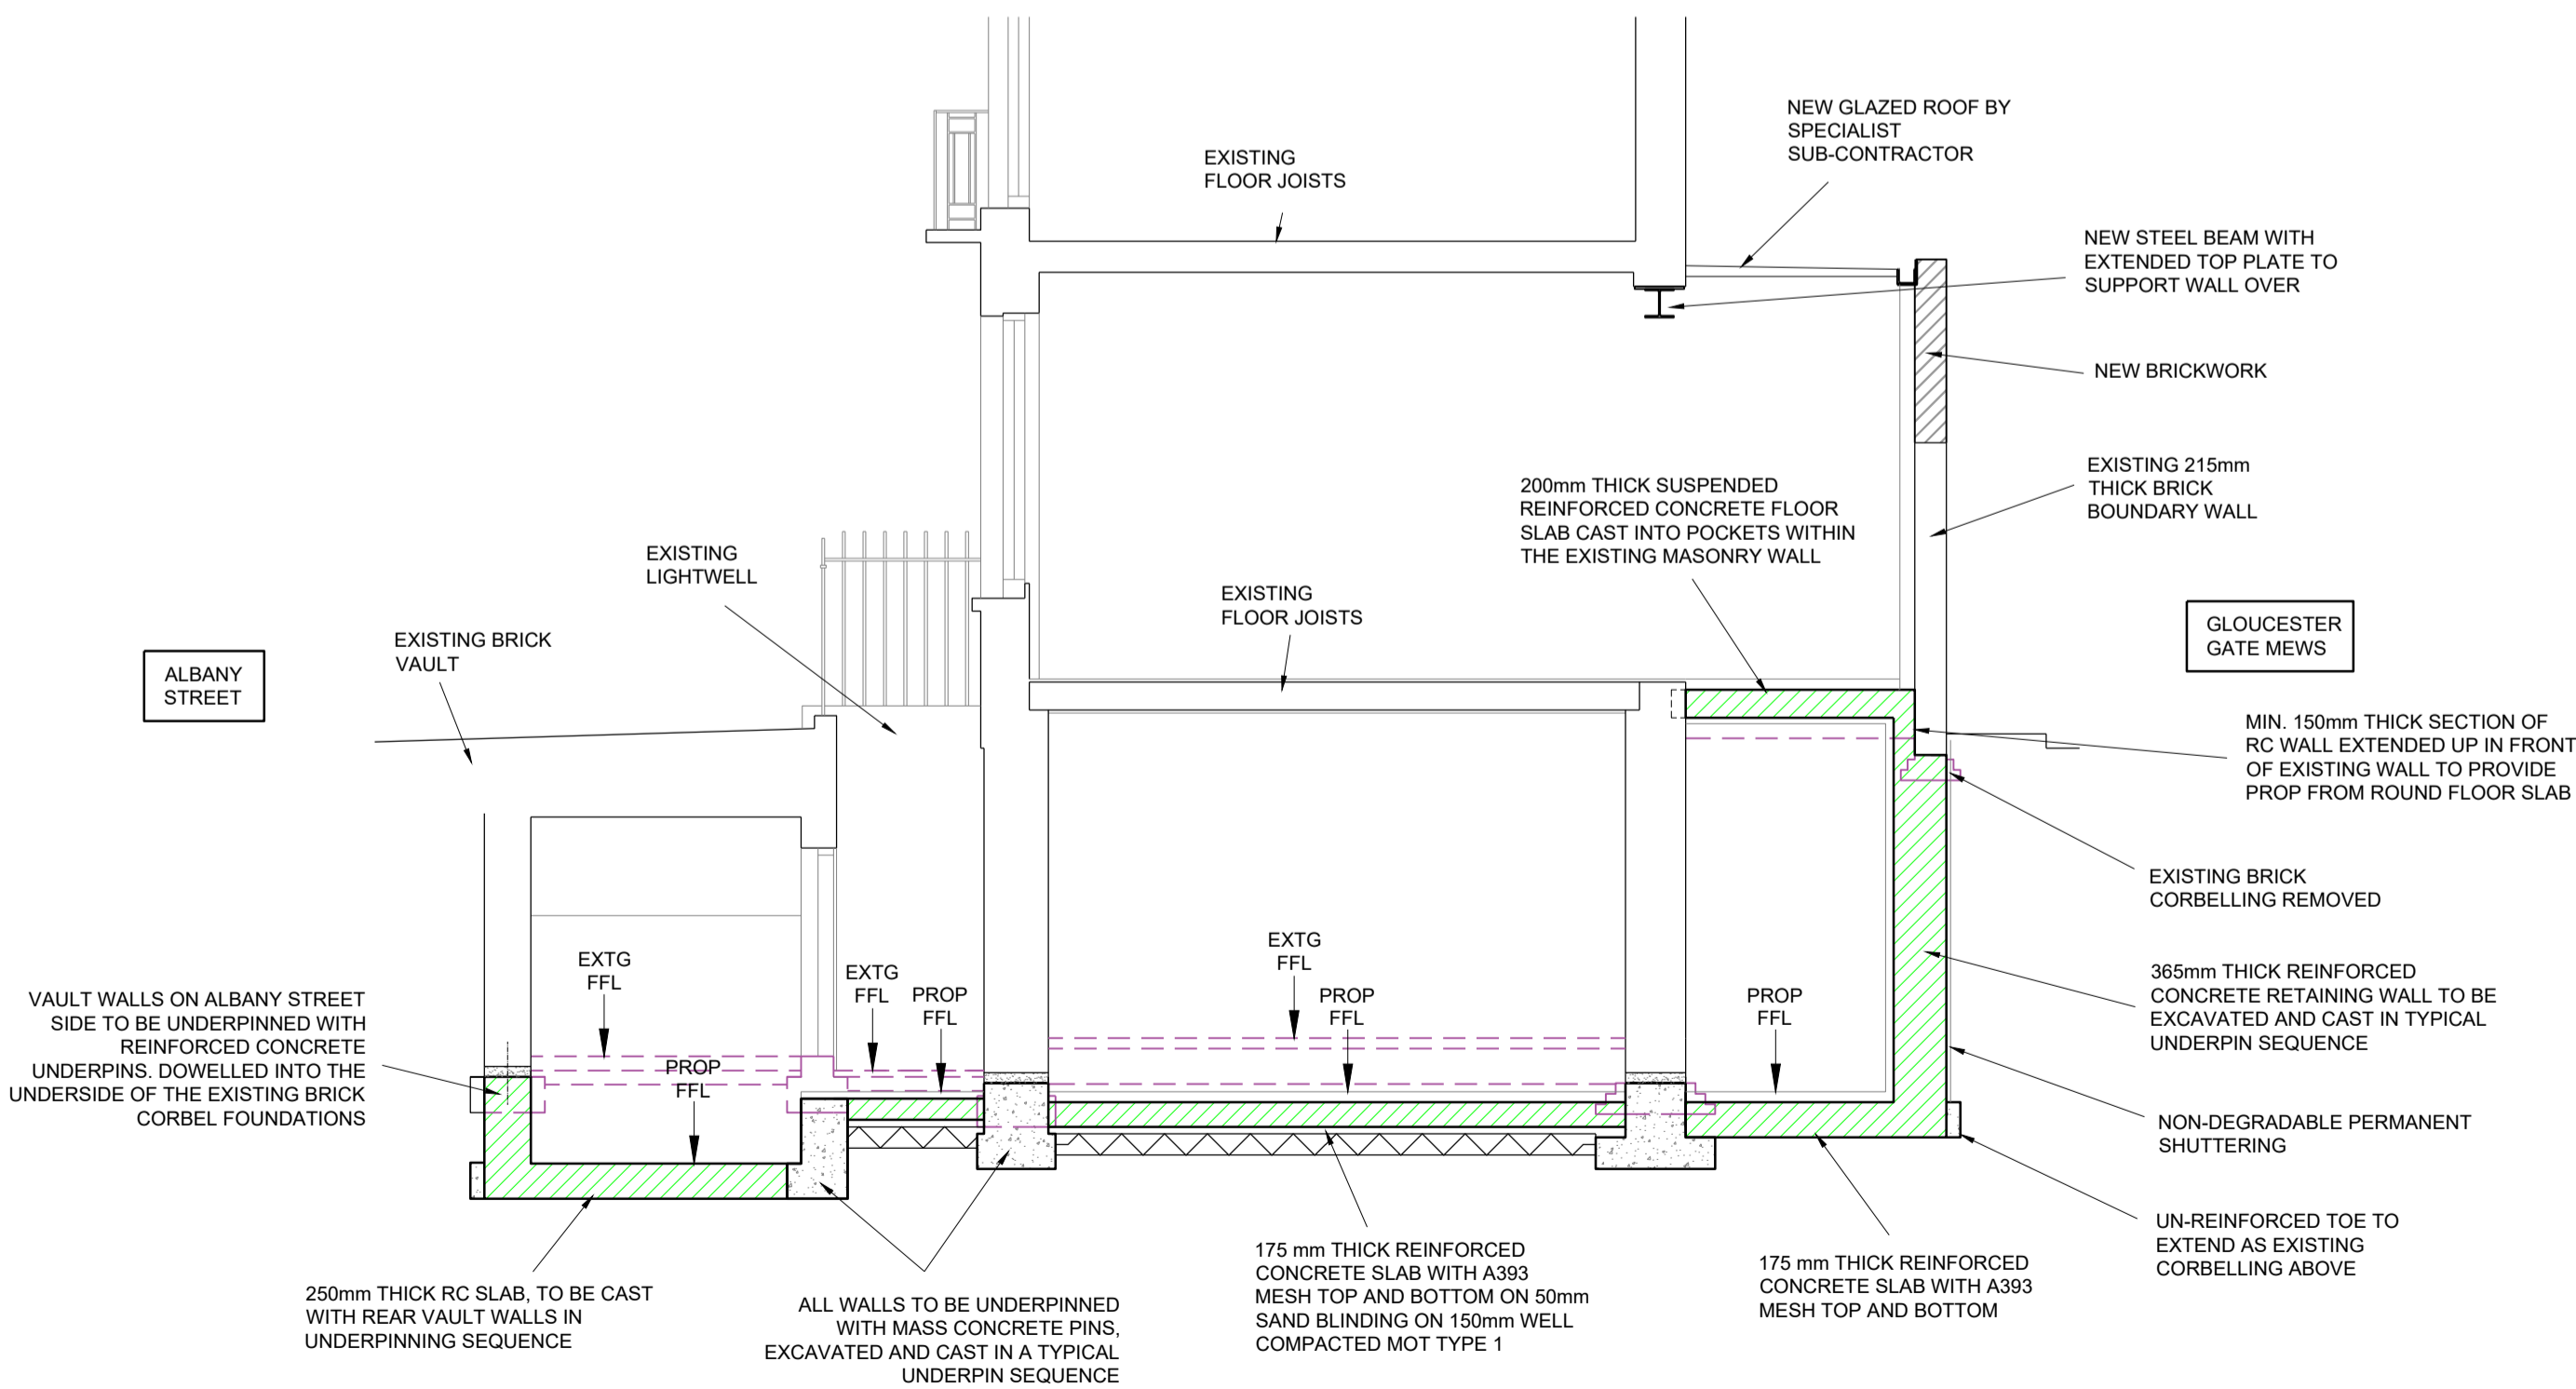 NEW GLAZED ROOF BY
SPECIALIST
SUB-CONTRACTOR
EXISTING
FLOOR JOISTS
NEW STEEL BEAM WITH
EXTENDED TOP PLATE TO
SUPPORT WALL OVER
NEW BRICKWORK
EXISTING 215mm
THICK BRICK
BOUNDARY WALL
200mm THICK SUSPENDED
REINFORCED CONCRETE FLOOR
SLAB CAST INTO POCKETS WITHIN
THE EXISTING MASONRY WALL
EXISTING
LIGHTWELL
EXISTING
FLOOR JOISTS
EXISTING BRICK
VAULT
ALBANY
STREET
GLOUCESTER
GATE MEWS
MIN. 150mm THICK SECTION OF
RC WALL EXTENDED UP IN FRONT
OF EXISTING WALL TO PROVIDE
PROP FROM ROUND FLOOR SLAB
EXISTING BRICK
CORBELLING REMOVED
EXTG
FFL
EXTG
FFL
PROP
FFL
EXTG
FFL
PROP
FFL
PROP
FFL
PROP
FFL
VAULT WALLS ON ALBANY STREET
SIDE TO BE UNDERPINNED WITH
REINFORCED CONCRETE
UNDERPINS. DOWELLED INTO THE
UNDERSIDE OF THE EXISTING BRICK
CORBEL FOUNDATIONS
365mm THICK REINFORCED
CONCRETE RETAINING WALL TO BE
EXCAVATED AND CAST IN TYPICAL
UNDERPIN SEQUENCE
NON-DEGRADABLE PERMANENT
SHUTTERING
UN-REINFORCED TOE TO
EXTEND AS EXISTING
CORBELLING ABOVE
250mm THICK RC SLAB, TO BE CAST
WITH REAR VAULT WALLS IN
UNDERPINNING SEQUENCE
ALL WALLS TO BE UNDERPINNED
WITH MASS CONCRETE PINS,
EXCAVATED AND CAST IN A TYPICAL
UNDERPIN SEQUENCE
175 mm THICK REINFORCED
CONCRETE SLAB WITH A393
MESH TOP AND BOTTOM ON 50mm
SAND BLINDING ON 150mm WELL
COMPACTED MOT TYPE 1
175 mm THICK REINFORCED
CONCRETE SLAB WITH A393
MESH TOP AND BOTTOM